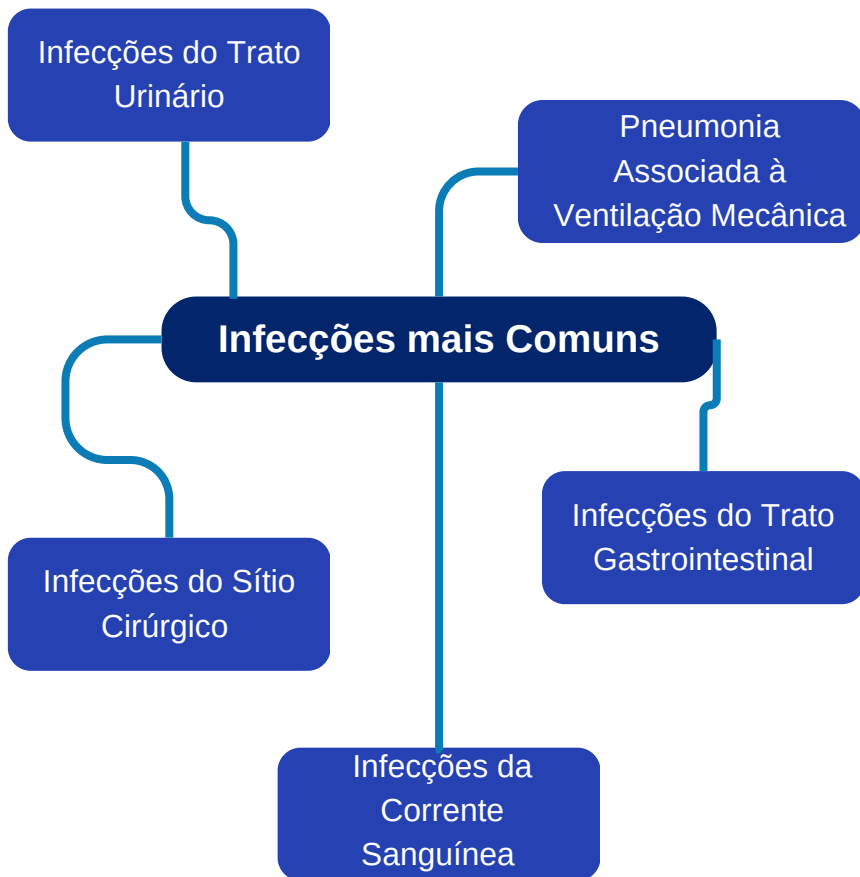 Infecções do Trato
Urinário
Pneumonia
Associada à
Ventilação Mecânica
Infecções mais Comuns
Infecções do Trato
Gastrointestinal
Infecções do Sítio
Cirúrgico
Infecções da
Corrente
Sanguínea